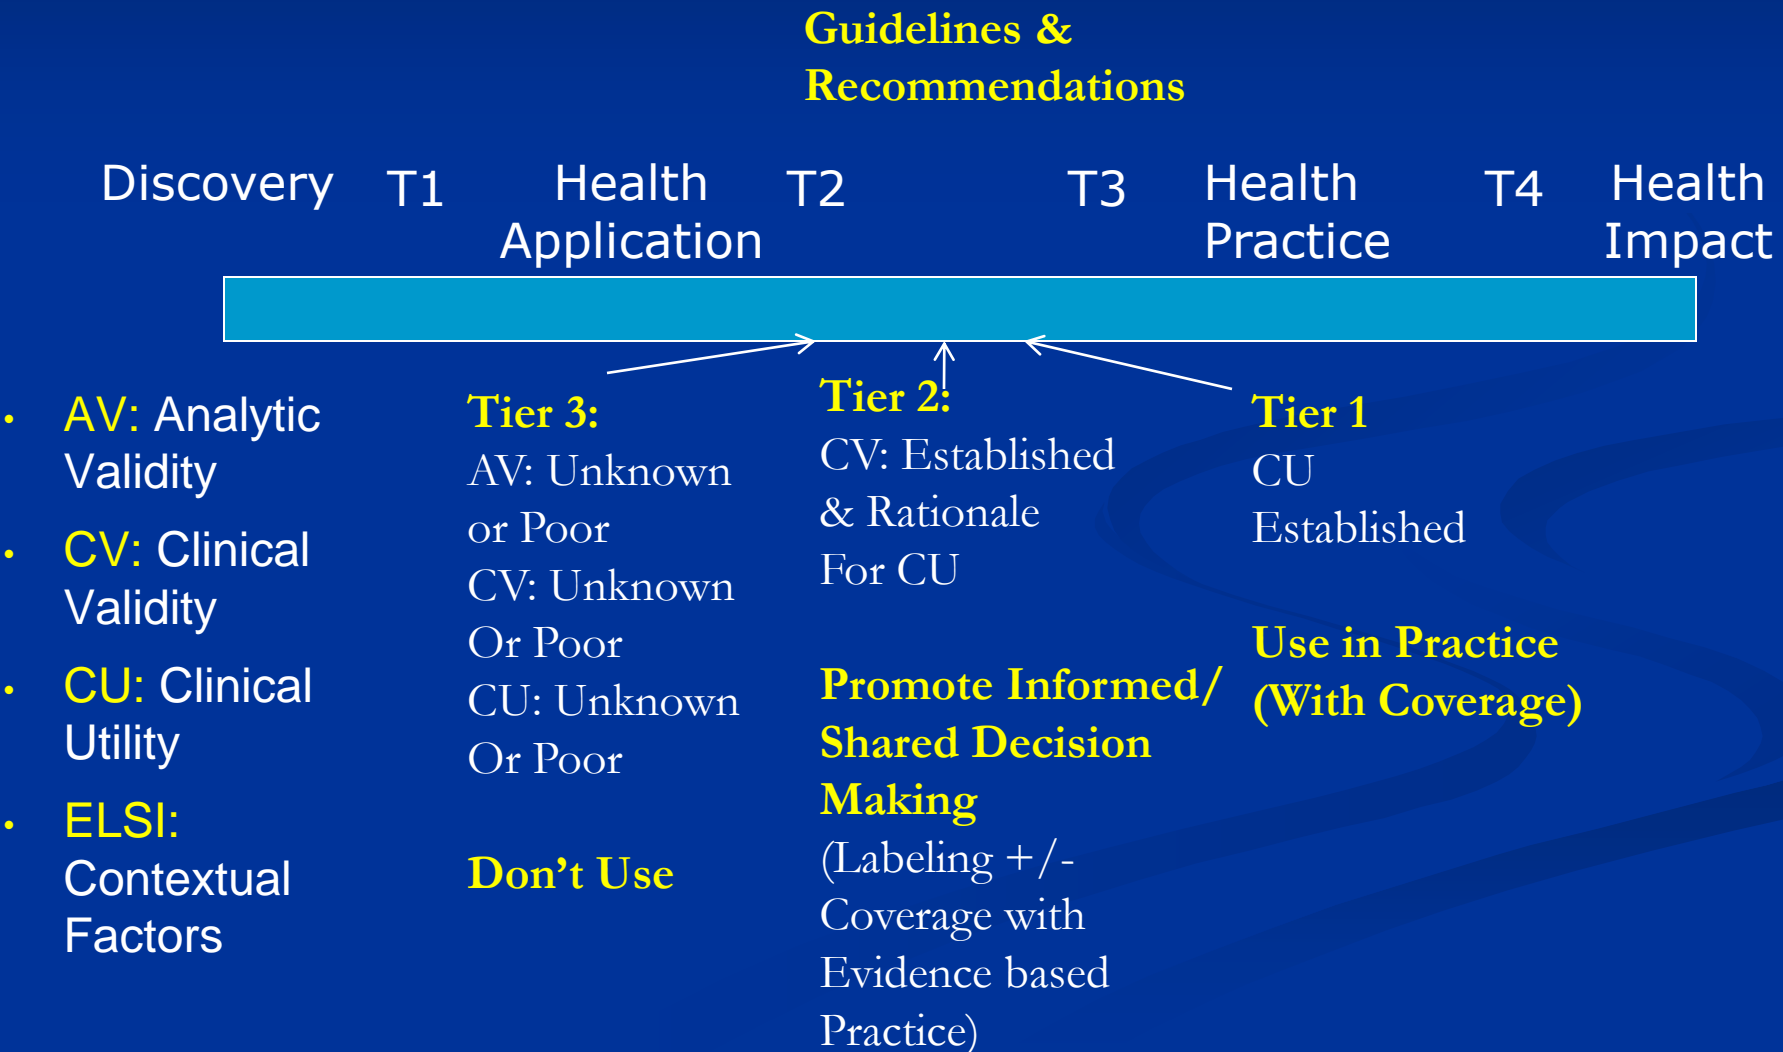 Guidelines &
Recommendations
Discovery T1 Health T2 T3 Health T4 Health
Application Practice Impact
• AV: Analytic
Validity
• CV: Clinical
Validity
• CU: Clinical
Utility
• ELSI:
Contextual
Factors
Tier 3:
AV: Unknown
or Poor
CV: Unknown
Or Poor
CU: Unknown
Or Poor
Don’t Use
Tier 2:
CV: Established
& Rationale
For CU
Promote Informed/
Shared Decision
Making
(Labeling +/-
Coverage with
Evidence based
Practice)
Tier 1
CU
Established
Use in Practice
(With Coverage)